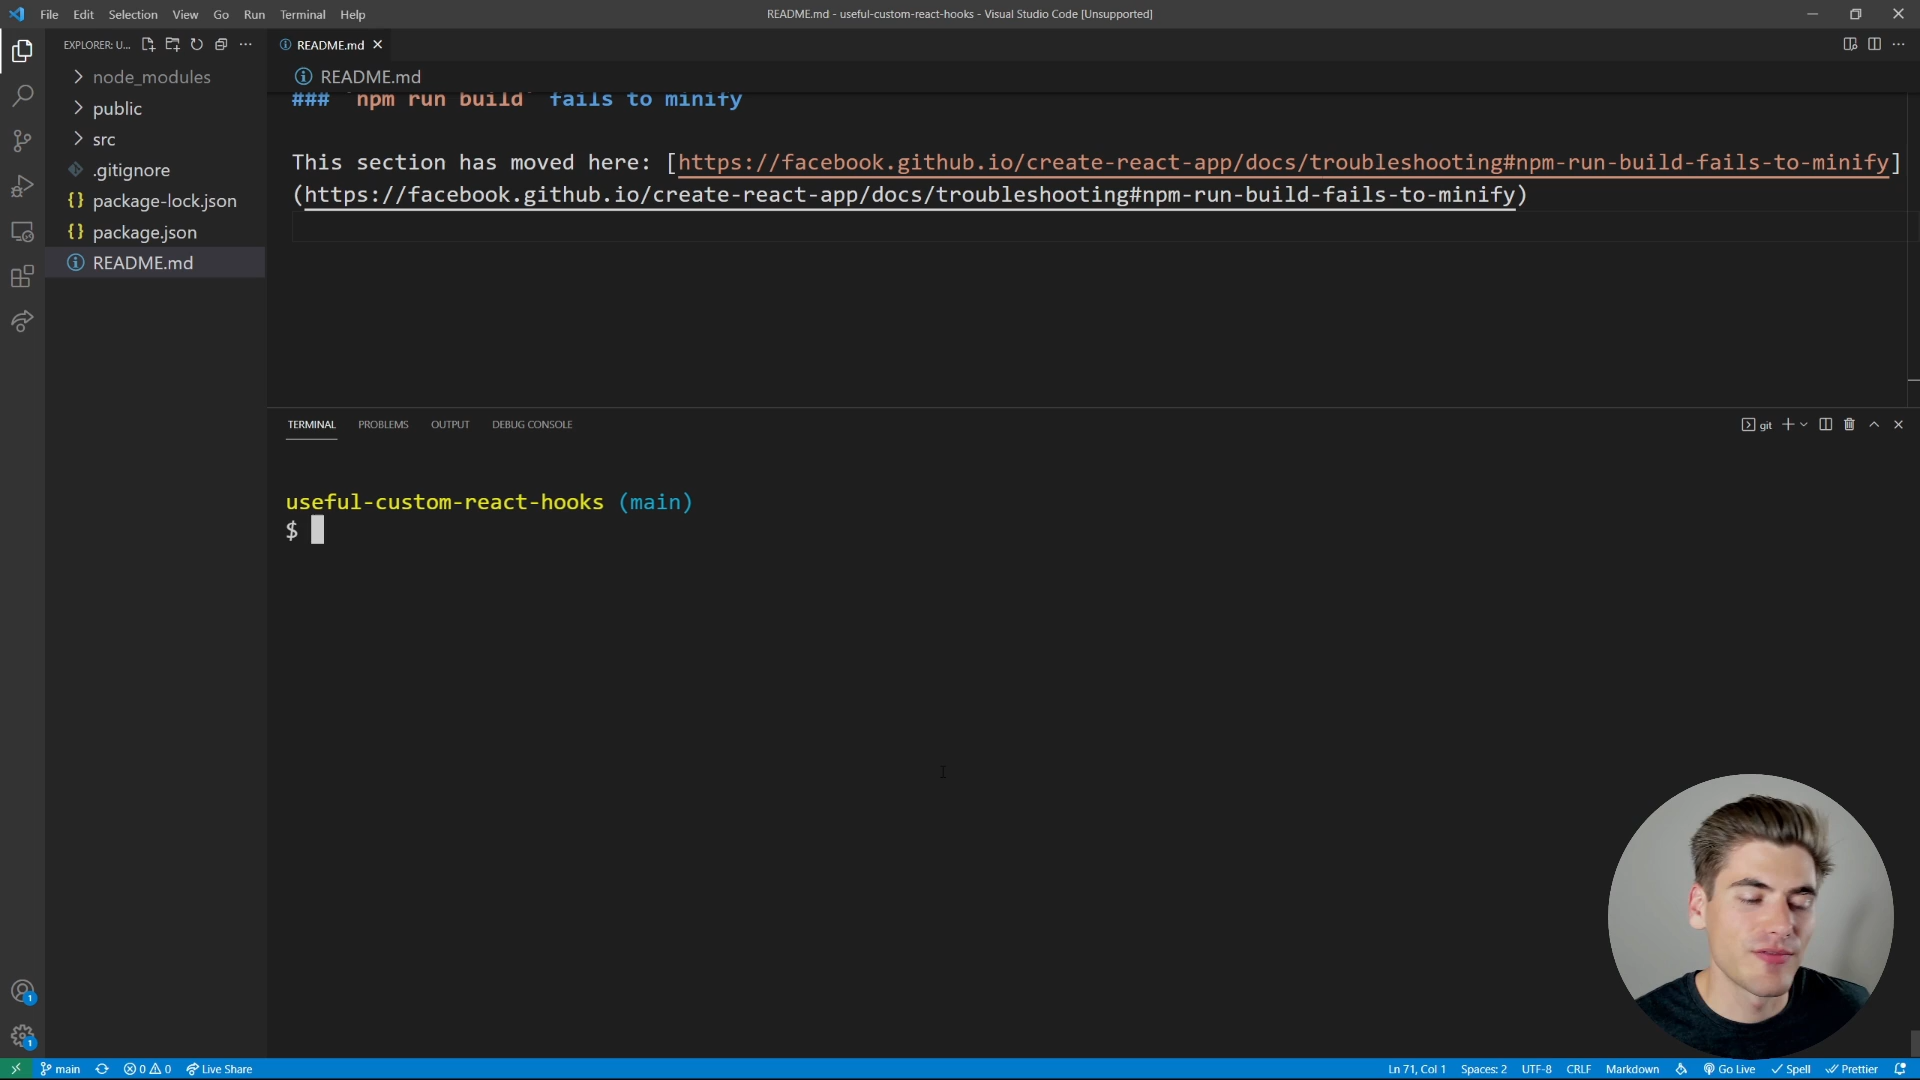 File Edit Selection View Go Run Terminal Help
README.md - useful-custom-react-hooks - Visual Studio Code [Unsupported]
EXPLORER: U...
README.md
README.md
node_modules
public
src
.gitignore
{} package-lock.json
{} package.json
README.md
### `npm run build` fails to minify
This section has moved here: [https://facebook.github.io/create-react-app/docs/troubleshooting#npm-run-build-fails-to-minify]
(https://facebook.github.io/create-react-app/docs/troubleshooting#npm-run-build-fails-to-minify)
TERMINAL PROBLEMS OUTPUT DEBUG CONSOLE
git
useful-custom-react-hooks (main)
$
1
1
main 0 0 Live Share
Ln 71, Col 1 Spaces: 2 UTF-8 CRLF Markdown Go Live Spell Prettier